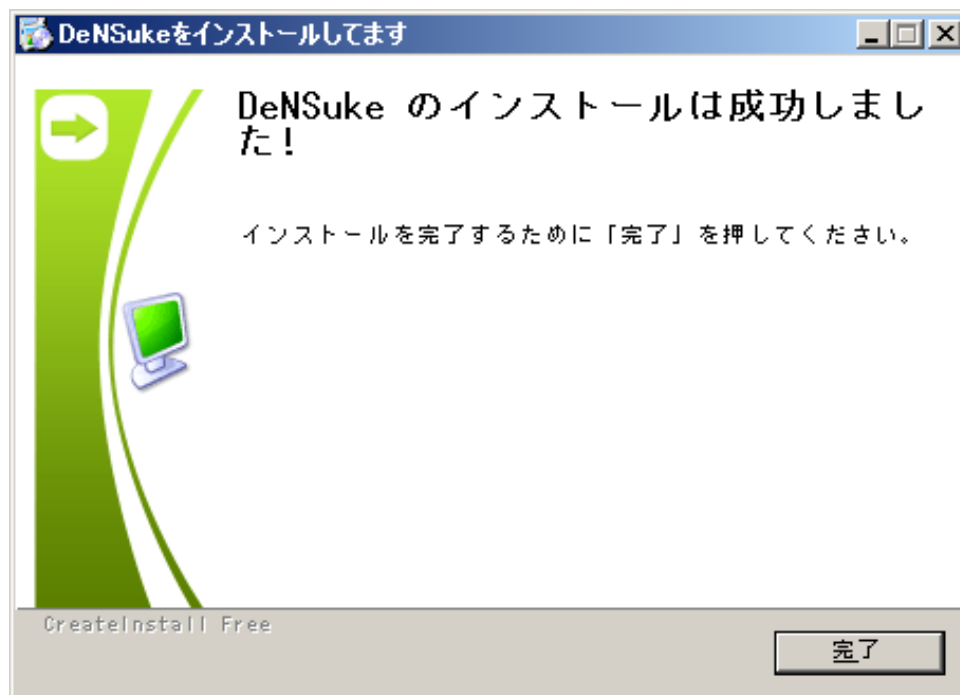 DeNSukeをインストールしてます
DeNSuke のインストールは成功しまし
た!
インストールを完了するために「完了」を押してください。
CreateInstall Free
完了